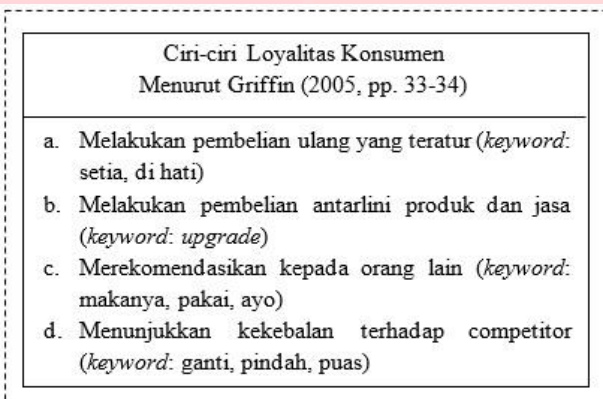 Ciri-ciri Loyalitas Konsumen
Menurut Griffin (2005, pp. 33-34)
a. Melakukan pembelian ulang yang teratur (keyword:
setia, di hati)
b. Melakukan pembelian antarlini produk dan jasa
(keyword: upgrade)
c. Merekomendasikan kepada orang lain (keyword:
makanya, pakai, ayo)
d. Menunjukkan kekebalan terhadap competitor
(keyword: ganti, pindah, puas)